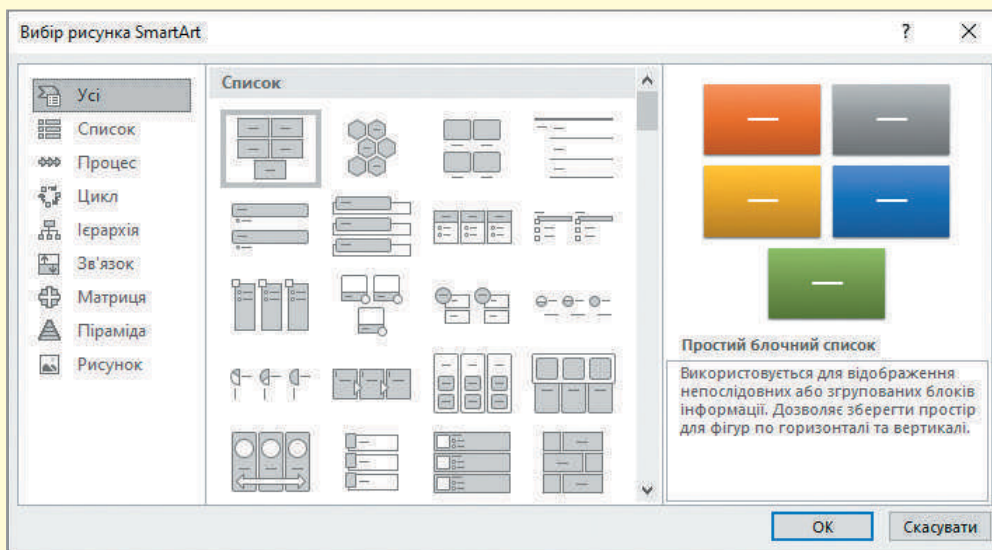 Вибір рисунка SmartArt
?
Усі
Список
Процес
Цикл
Ієрархія
Зв'язок
Матриця
Піраміда
Рисунок
Список
Простий блочний список
Використовується для відображення
непослідовних або згрупованих блоків
інформації. Дозволяє зберегти простір
для фігур по горизонталі та вертикалі.
ОК
Скасувати